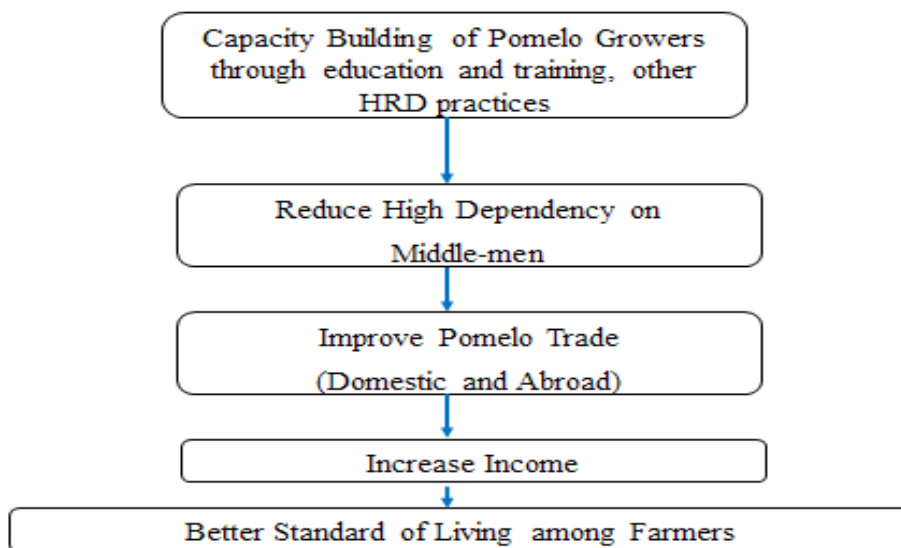 Capacity Building of Pomelo Growers
through education and training, other
HRD practices
Reduce High Dependency on
Middle-men
Improve Pomelo Trade
(Domestic and Abroad)
Increase Income
Better Standard of Living among Farmers